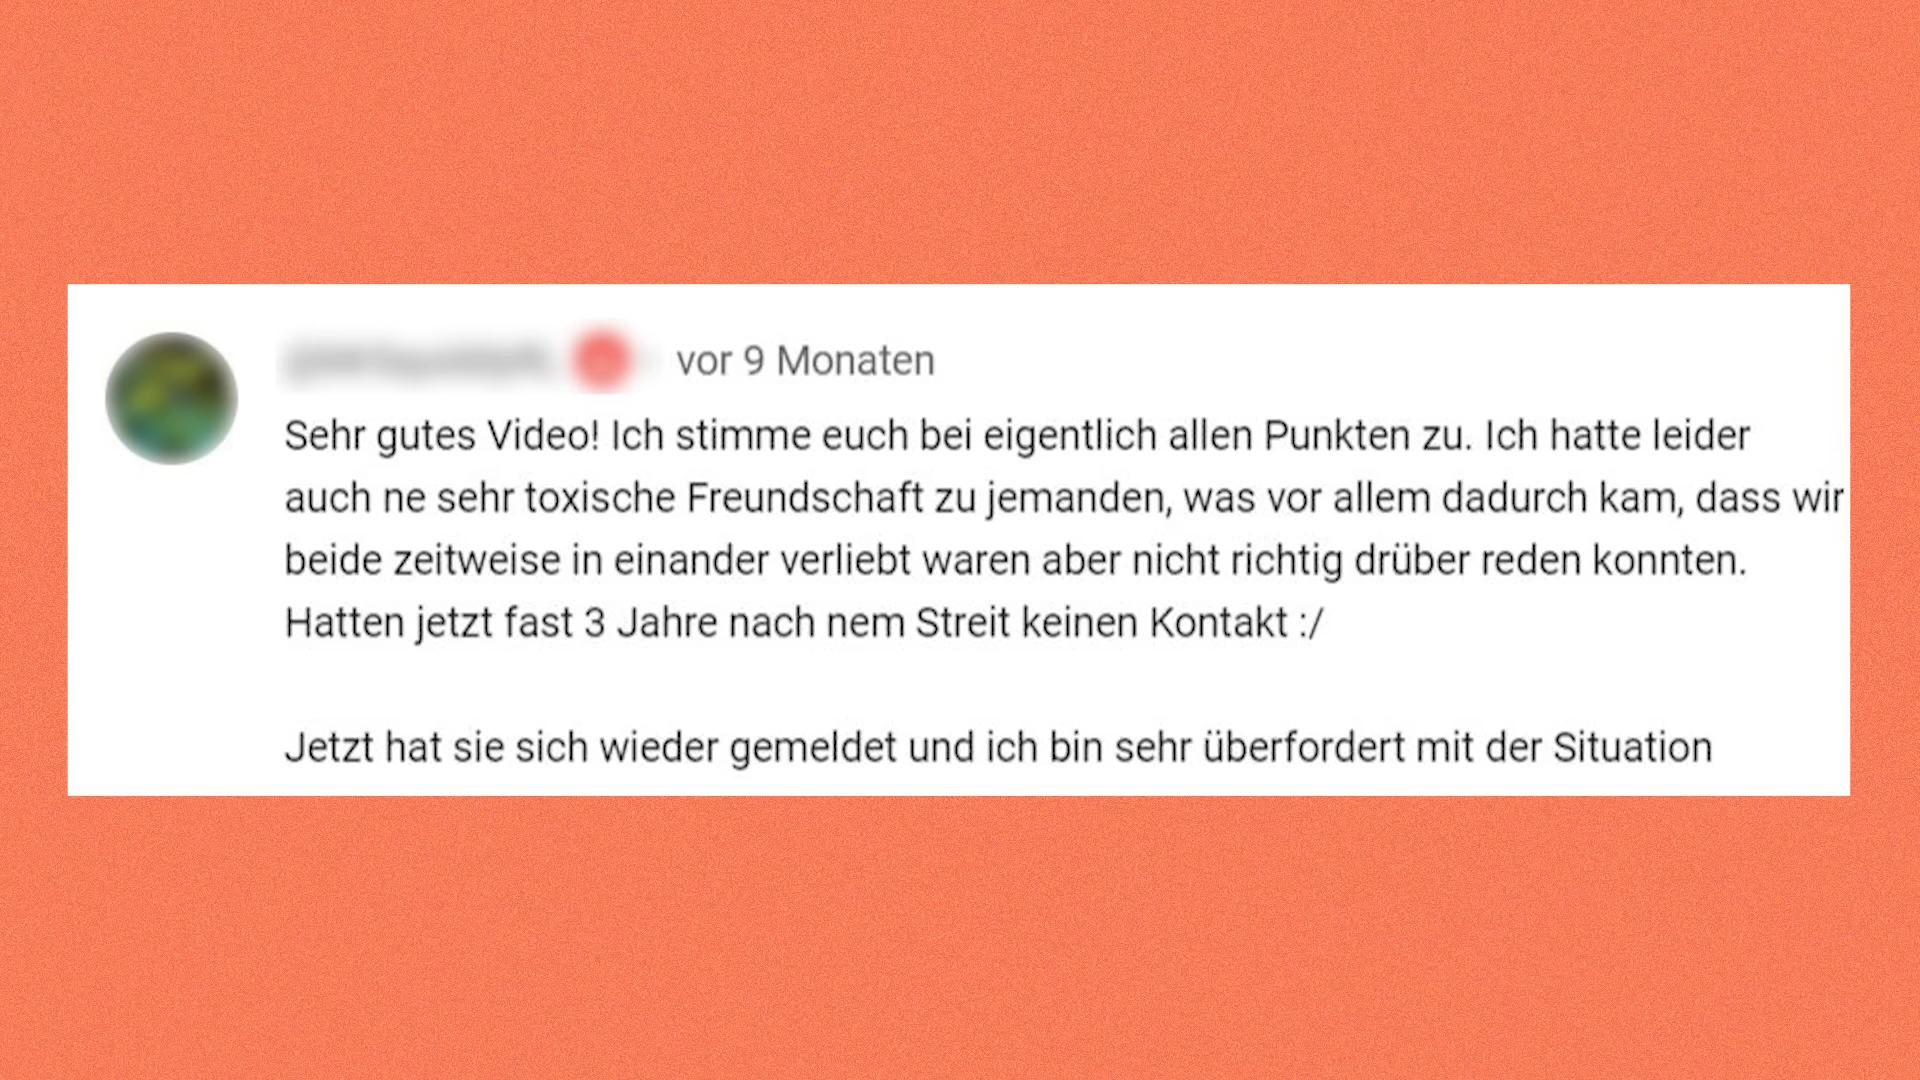 vor 9 Monaten
Sehr gutes Video! Ich stimme euch bei eigentlich allen Punkten zu. Ich hatte leider
auch ne sehr toxische Freundschaft zu jemanden, was vor allem dadurch kam, dass wir
beide zeitweise in einander verliebt waren aber nicht richtig drüber reden konnten.
Hatten jetzt fast 3 Jahre nach nem Streit keinen Kontakt :/
Jetzt hat sie sich wieder gemeldet und ich bin sehr überfordert mit der Situation